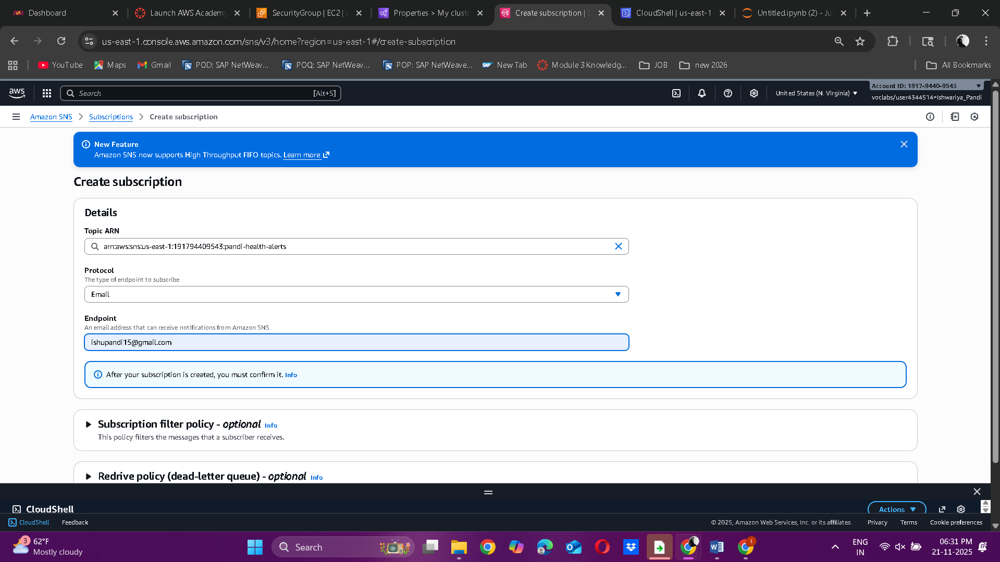 Dashboard
Launch AWS Academy
SecurityGroup | EC2 | u
Properties > My cluste
Create subscription | S
CloudShell | us-east-1
Untitled.ipynb (2) - Ju
us-east-1.console.aws.amazon.com/sns/v3/home?region=us-east-1#/create-subscription
YouTube
Maps
Gmail
POD: SAP NetWeav...
POQ: SAP NetWeav...
POP: SAP NetWeave...
SAP
New Tab
Module 3 Knowledg...
JOB
new 2026
All Bookmarks
aws
Search
[Alt+S]
United States (N. Virginia)
Account ID: 1917-9440-9543
voclabs/user4344514=Ishwariya_Pandi
Amazon SNS
Subscriptions
Create subscription
New Feature
Amazon SNS now supports High Throughput FIFO topics. Learn more
Create subscription
Details
Topic ARN
arn:aws:sns:us-east-1:191794409543:pandi-health-alerts
Protocol
The type of endpoint to subscribe
Email
Endpoint
An email address that can receive notifications from Amazon SNS.
ishupandi15@gmail.com
After your subscription is created, you must confirm it. Info
Subscription filter policy - optional Info
This policy filters the messages that a subscriber receives.
Redrive policy (dead-letter queue) - optional Info
CloudShell
Actions
CloudShell
Feedback
© 2025, Amazon Web Services, Inc. or its affiliates.
Privacy
Terms
Cookie preferences
3
62°F
Mostly cloudy
Search
ENG
IN
06:31 PM
21-11-2025